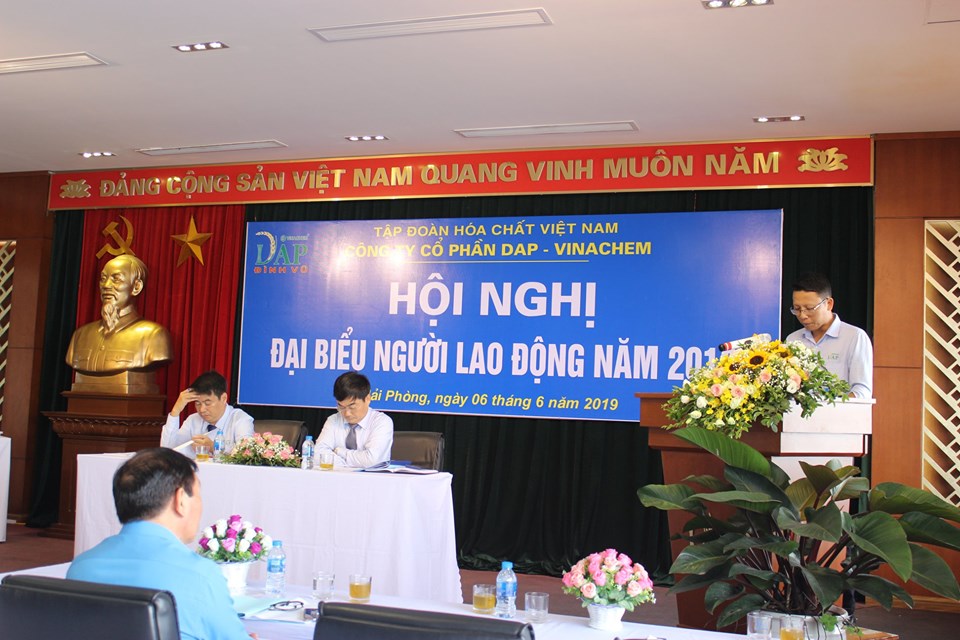 ĐẢNG CỘNG SẢN VIỆT NAM QUANG VINH MUÔN NĂM
TẬP ĐOÀN HÓA CHẤT VIỆT NAM
CÔNG TY CỔ PHẦN DAP - VINACHEM
DAP
ĐÌNH VŨ
HỘI NGHỊ
ĐẠI BIỂU NGƯỜI LAO ĐỘNG NĂM
Phòng, ngày 06 tháng 6 năm 2019
DAP